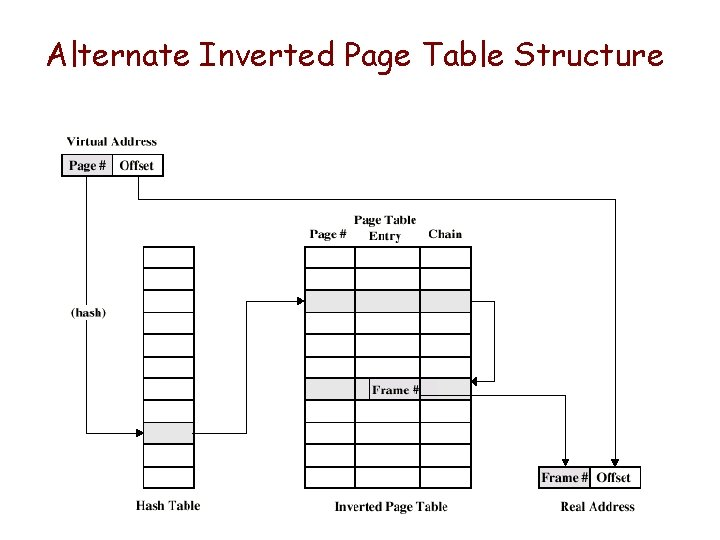 Alternate Inverted Page Table Structure
Virtual Address
Page # Offset
Page # Page Table Entry Chain
(hash)
Frame #
Frame # Offset
Hash Table Inverted Page Table Real Address